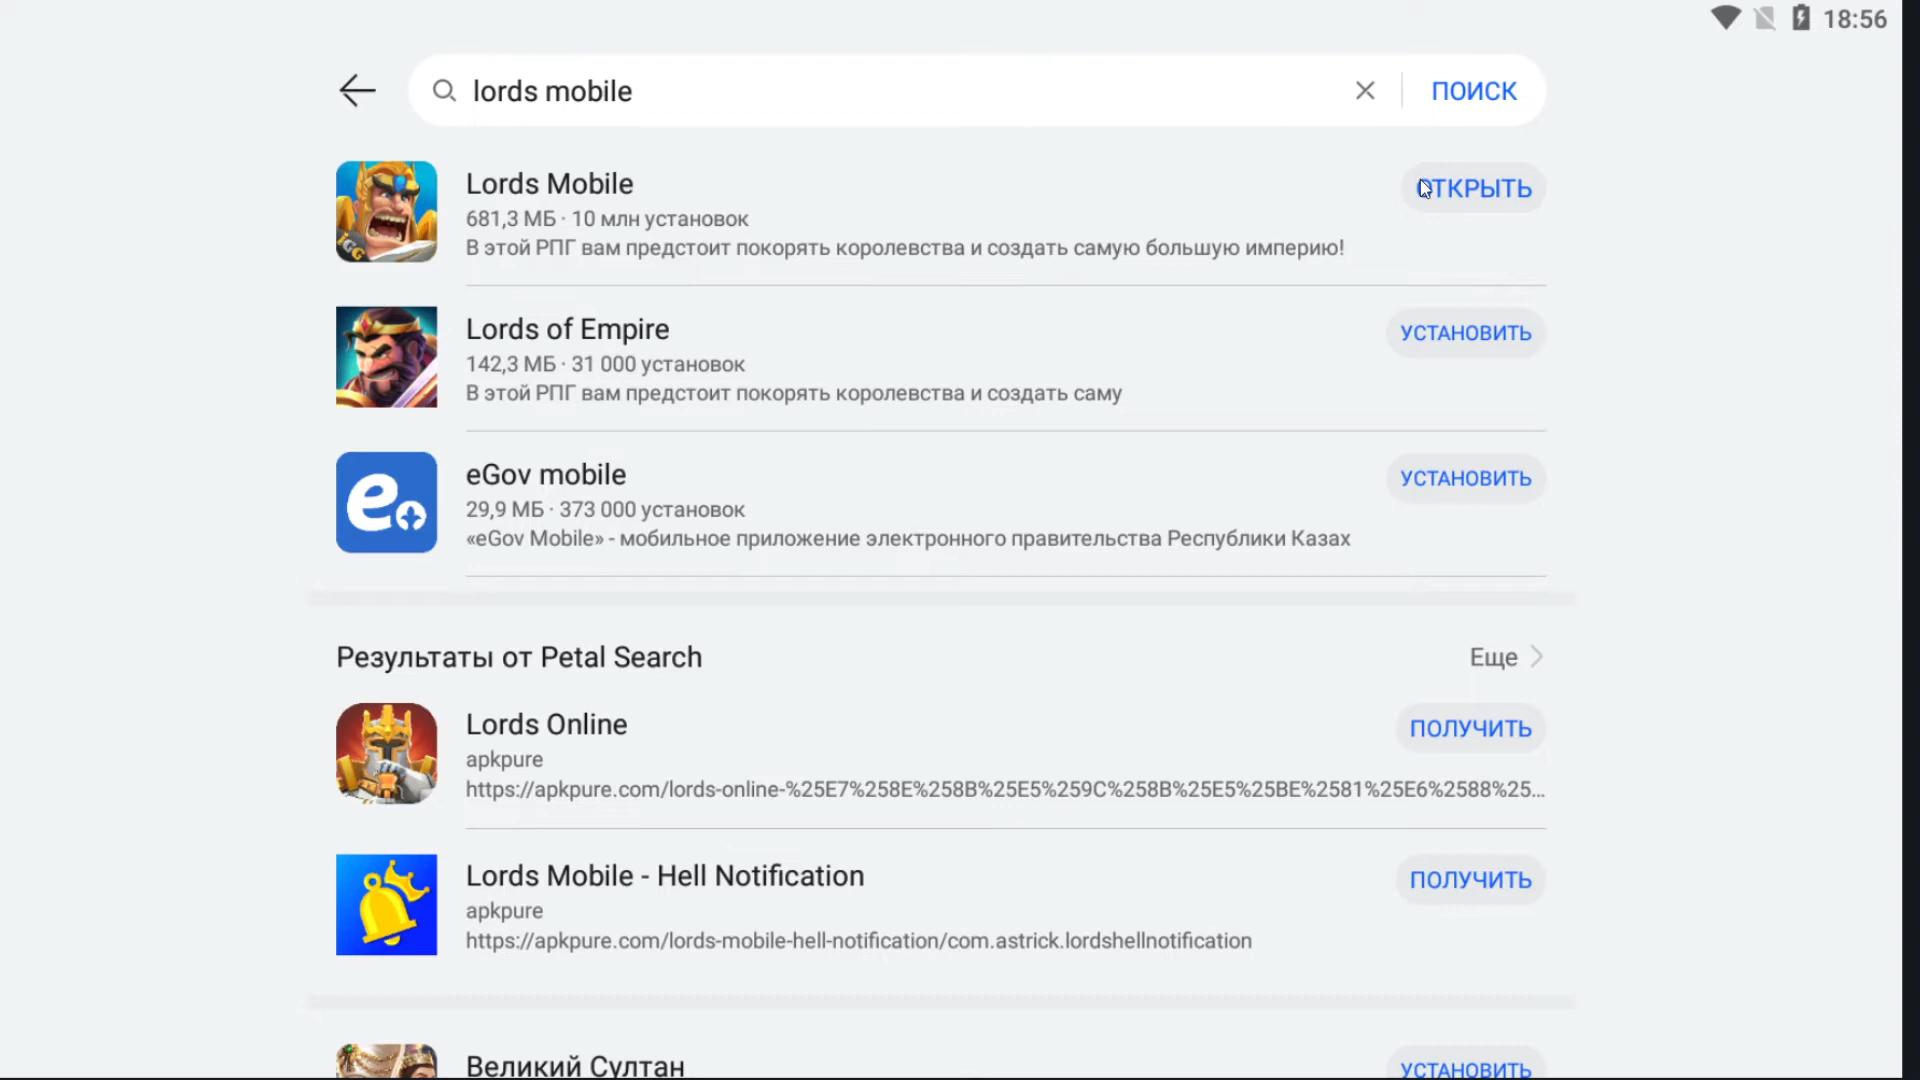 18:56
lords mobile
ПОИСК
Lords Mobile
ОТКРЫТЬ
681,3 МБ · 10 млн установок
В этой РПГ вам предстоит покорять королевства и создать самую большую империю!
IGG
Lords of Empire
УСТАНОВИТЬ
142,3 МБ · 31 000 установок
В этой РПГ вам предстоит покорять королевства и создать саму
eGov mobile
УСТАНОВИТЬ
29,9 МБ · 373 000 установок
«eGov Mobile» - мобильное приложение электронного правительства Республики Казах
e
Результаты от Petal Search
Еще
Lords Online
ПОЛУЧИТЬ
apkpure
https://apkpure.com/lords-online-%25E7%258E%258B%25E5%259C%258B%25E5%25BE%2581%25E6%2588%25...
Lords Mobile - Hell Notification
ПОЛУЧИТЬ
apkpure
https://apkpure.com/lords-mobile-hell-notification/com.astrick.lordshellnotification
Великий Султан
УСТАНОВИТЬ